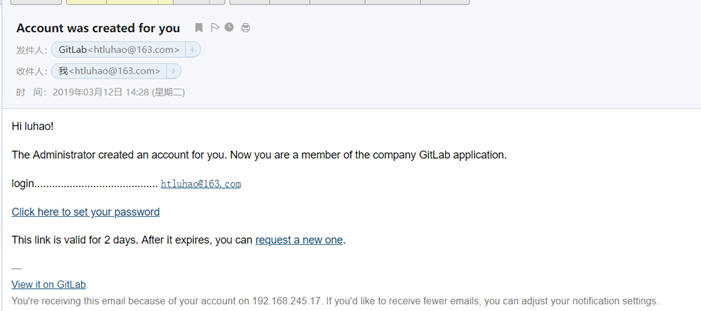 Account was created for you
发件人： GitLab<htluhao@163.com>
收件人： 我<htluhao@163.com>
时 间： 2019年03月12日 14:28 (星期二)
Hi luhao!
The Administrator created an account for you. Now you are a member of the company GitLab application.
login.......................................... htluhao@163.com
Click here to set your password
This link is valid for 2 days. After it expires, you can request a new one.
—
View it on GitLab.
You're receiving this email because of your account on 192.168.245.17. If you'd like to receive fewer emails, you can adjust your notification settings.